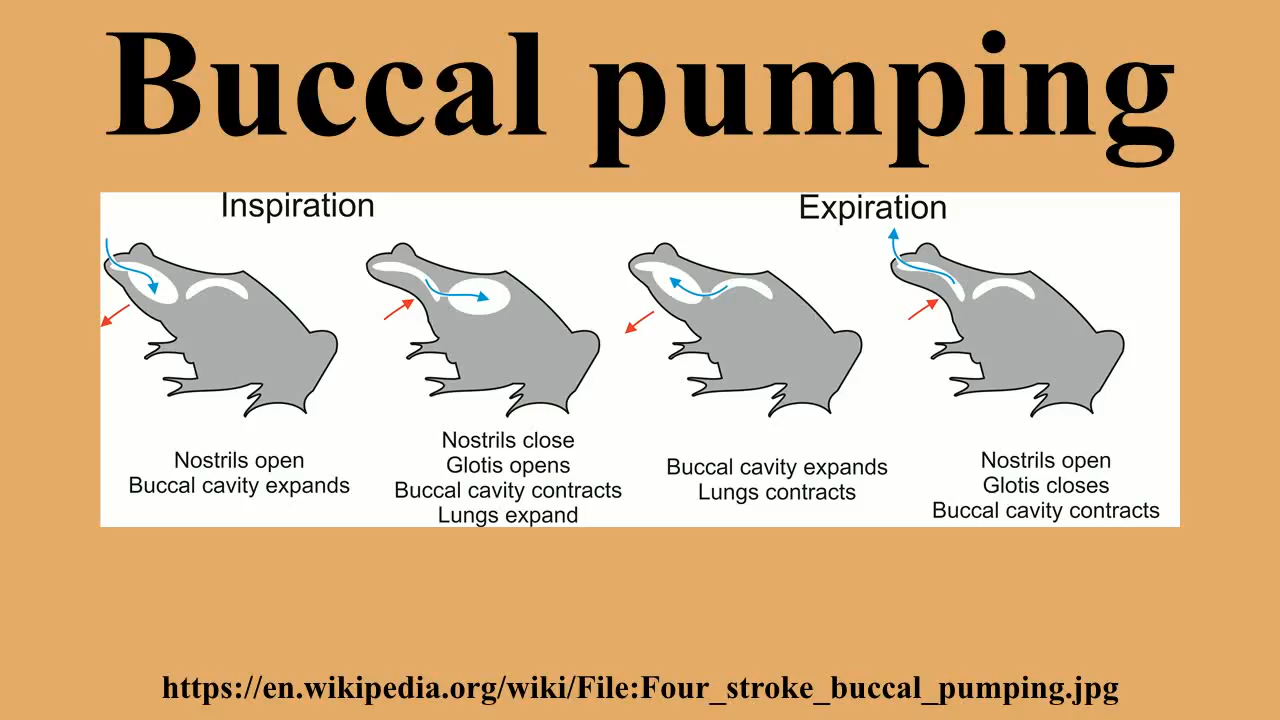 Buccal pumping
Inspiration
Expiration
Nostrils open
Buccal cavity expands
Nostrils close
Glotis opens
Buccal cavity contracts
Lungs expand
Buccal cavity expands
Lungs contracts
Nostrils open
Glotis closes
Buccal cavity contracts
https://en.wikipedia.org/wiki/File:Four_stroke_buccal_pumping.jpg